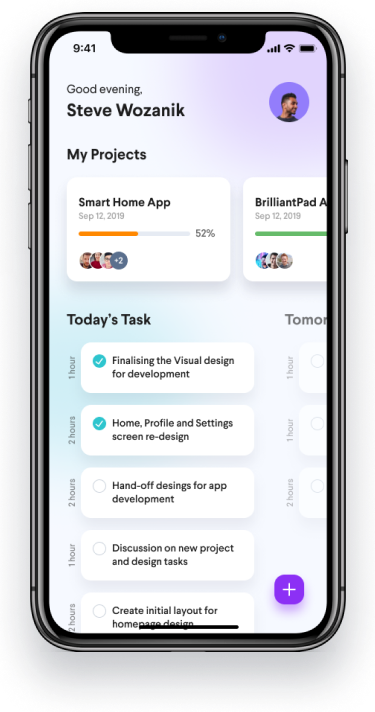 9:41
Good evening,
Steve Wozanik
My Projects
Smart Home App
Sep 12, 2019
52%
+2
BrilliantPad A
Sep 12, 2019
Today's Task
Tomor
1 hour
Finalising the Visual design
for development
1 hour
2 hours
Home, Profile and Settings
screen re-design
1 hour
2 hours
Hand-off desings for app
development
2 hours
1 hour
Discussion on new project
and design tasks
2 hours
Create initial layout for
homepage design